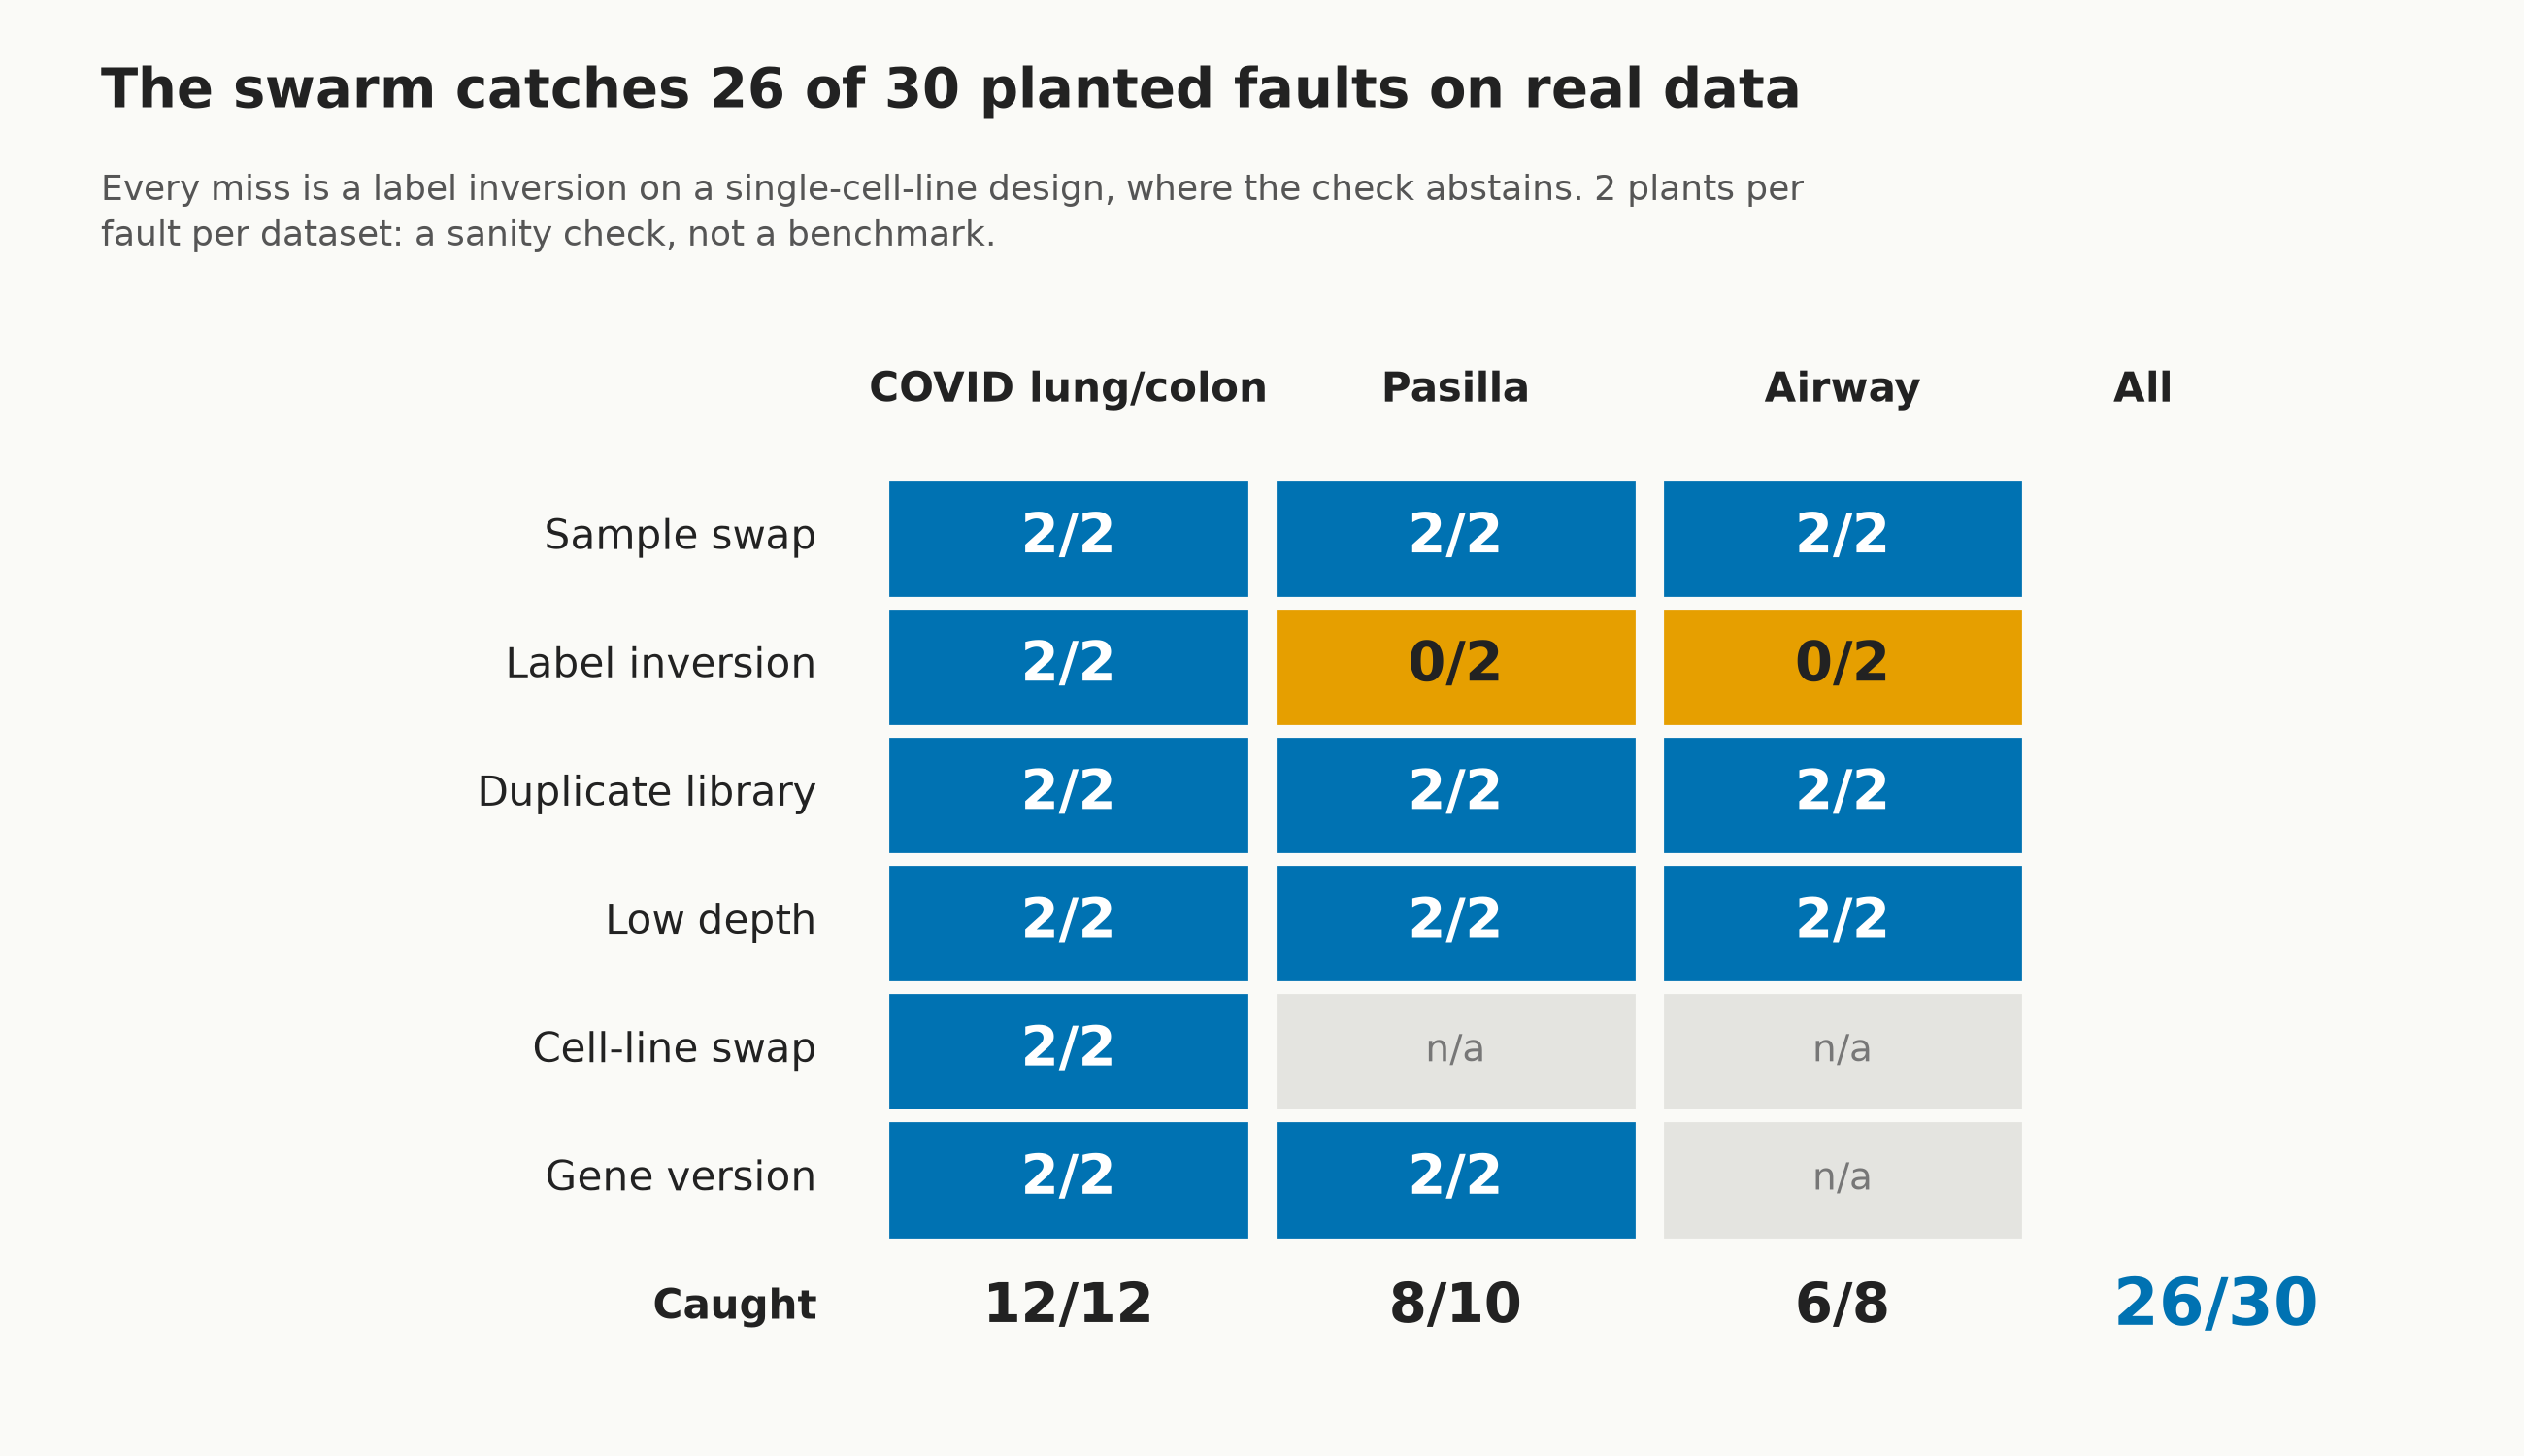 The swarm catches 26 of 30 planted faults on real data
Every miss is a label inversion on a single-cell-line design, where the check abstains. 2 plants per
fault per dataset: a sanity check, not a benchmark.
COVID lung/colon Pasilla Airway All
Sample swap 2/2 2/2 2/2
Label inversion 2/2 0/2 0/2
Duplicate library 2/2 2/2 2/2
Low depth 2/2 2/2 2/2
Cell-line swap 2/2 n/a n/a
Gene version 2/2 2/2 n/a
Caught 12/12 8/10 6/8 26/30